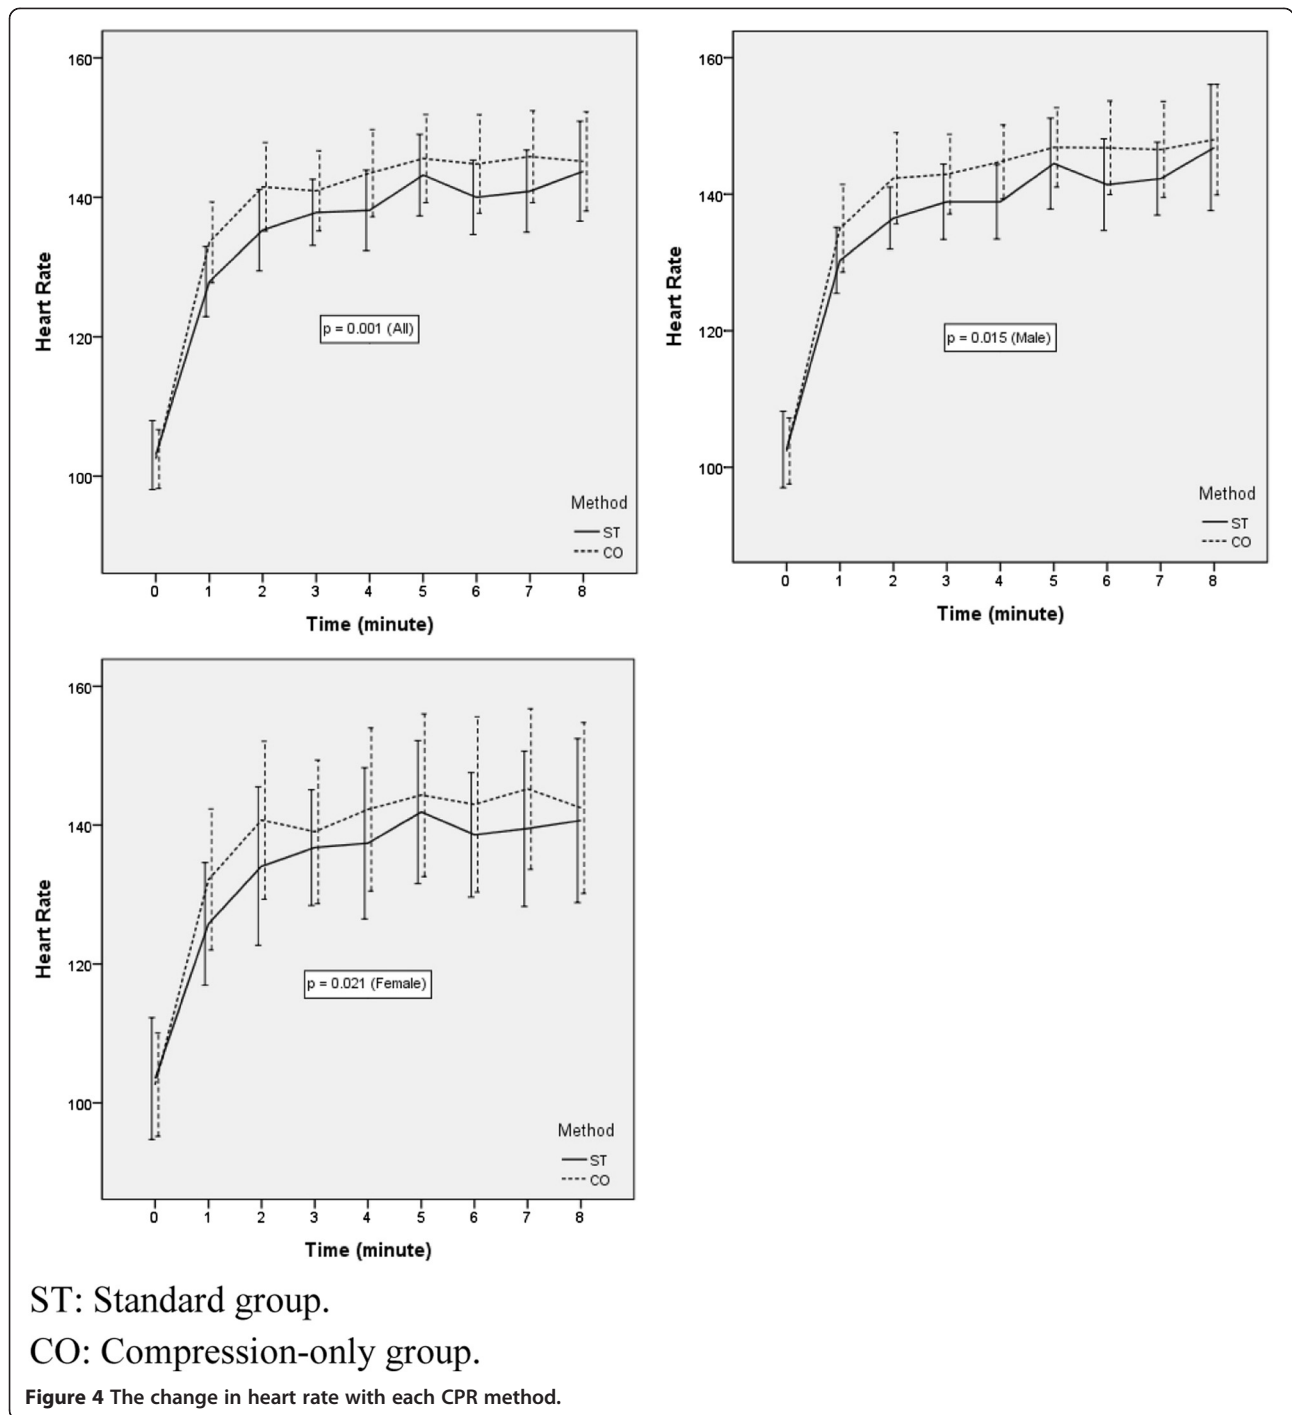 160
140
120
100
Heart Rate
p = 0.001 (All)
Method
ST
CO
0 1 2 3 4 5 6 7 8
Time (minute)
160
140
120
100
Heart Rate
p = 0.015 (Male)
Method
ST
CO
0 1 2 3 4 5 6 7 8
Time (minute)
160
140
120
100
Heart Rate
p = 0.021 (Female)
Method
ST
CO
0 1 2 3 4 5 6 7 8
Time (minute)
ST: Standard group.
CO: Compression-only group.
Figure 4 The change in heart rate with each CPR method.